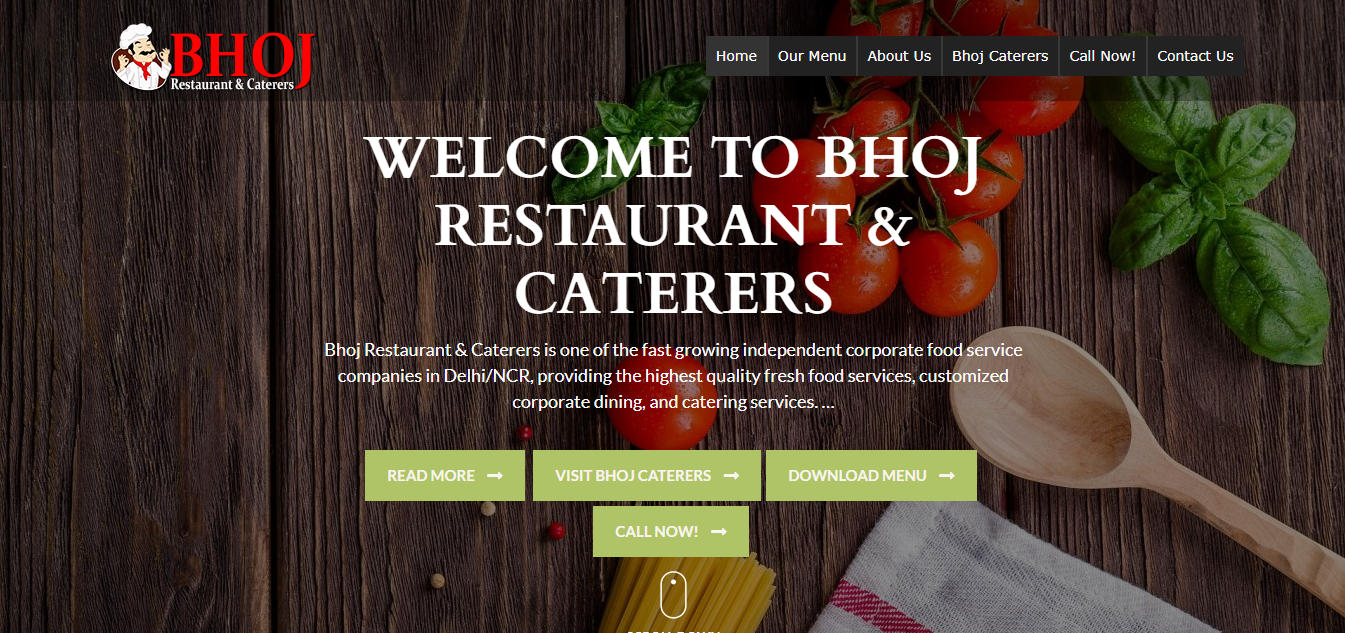 BHOJ
Restaurant & Caterers
Home Our Menu About Us Bhoj Caterers Call Now! Contact Us
WELCOME TO BHOJ
RESTAURANT &
CATERERS
Bhoj Restaurant & Caterers is one of the fast growing independent corporate food service
companies in Delhi/NCR, providing the highest quality fresh food services, customized
corporate dining, and catering services. ...
READ MORE
VISIT BHOJ CATERERS
DOWNLOAD MENU
CALL NOW!